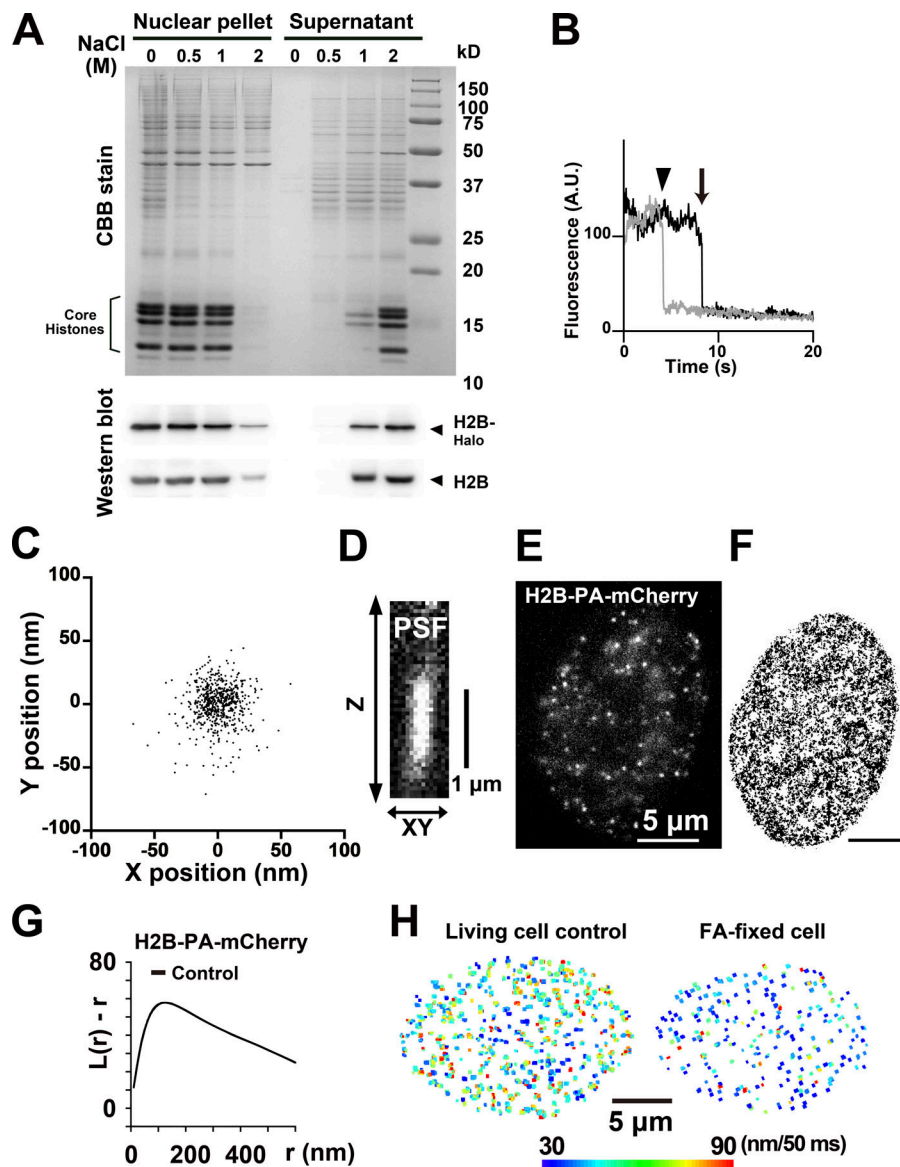 A
Nuclear pellet Supernatant
NaCl (M) 0 0.5 1 2 0 0.5 1 2 kD
CBB stain
150
100
75
50
37
25
20
15
10
Core Histones
Western blot
H2B-Halo
H2B
B
Fluorescence (A.U.)
100
0
0 10 20
Time (s)
C
Y position (nm)
100
50
0
-50
-100
-100 -50 0 50 100
X position (nm)
D
PSF
Z
1 μm
XY
E
H2B-PA-mCherry
5 μm
F
G
H2B-PA-mCherry
Control
L(r) - r
80
0
0 200 400 r (nm)
H
Living cell control FA-fixed cell
5 μm
30 90 (nm/50 ms)